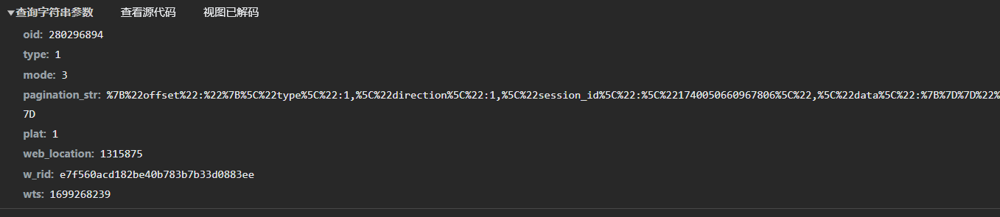 ▼查询字符串参数 查看源代码 视图已解码
oid: 280296894
type: 1
mode: 3
pagination_str: %7B%22offset%22:%22%7B%5C%22type%5C%22:1,%5C%22direction%5C%22:1,%5C%22session_id%5C%22:%5C%221740050660967806%5C%22,%5C%22data%5C%22:%7B%7D%7D%22%
7D
plat: 1
web_location: 1315875
w_rid: e7f560acd182be40b783b7b33d0883ee
wts: 1699268239